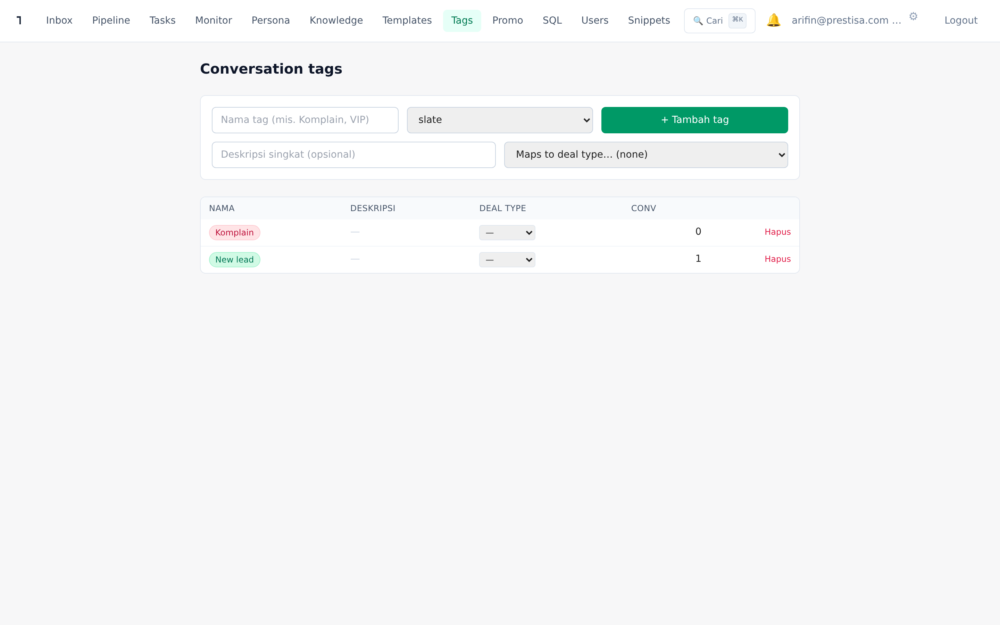 Inbox Pipeline Tasks Monitor Persona Knowledge Templates Tags Promo SQL Users Snippets 🔍 Cari ⌘K 🔔 arifin@prestisa.com ... ⚙ Logout
Conversation tags
Nama tag (mis. Komplain, VIP) slate + Tambah tag
Deskripsi singkat (opsional) Maps to deal type... (none)
NAMA DESKRIPSI DEAL TYPE CONV
Komplain — — 0 Hapus
New lead — — 1 Hapus